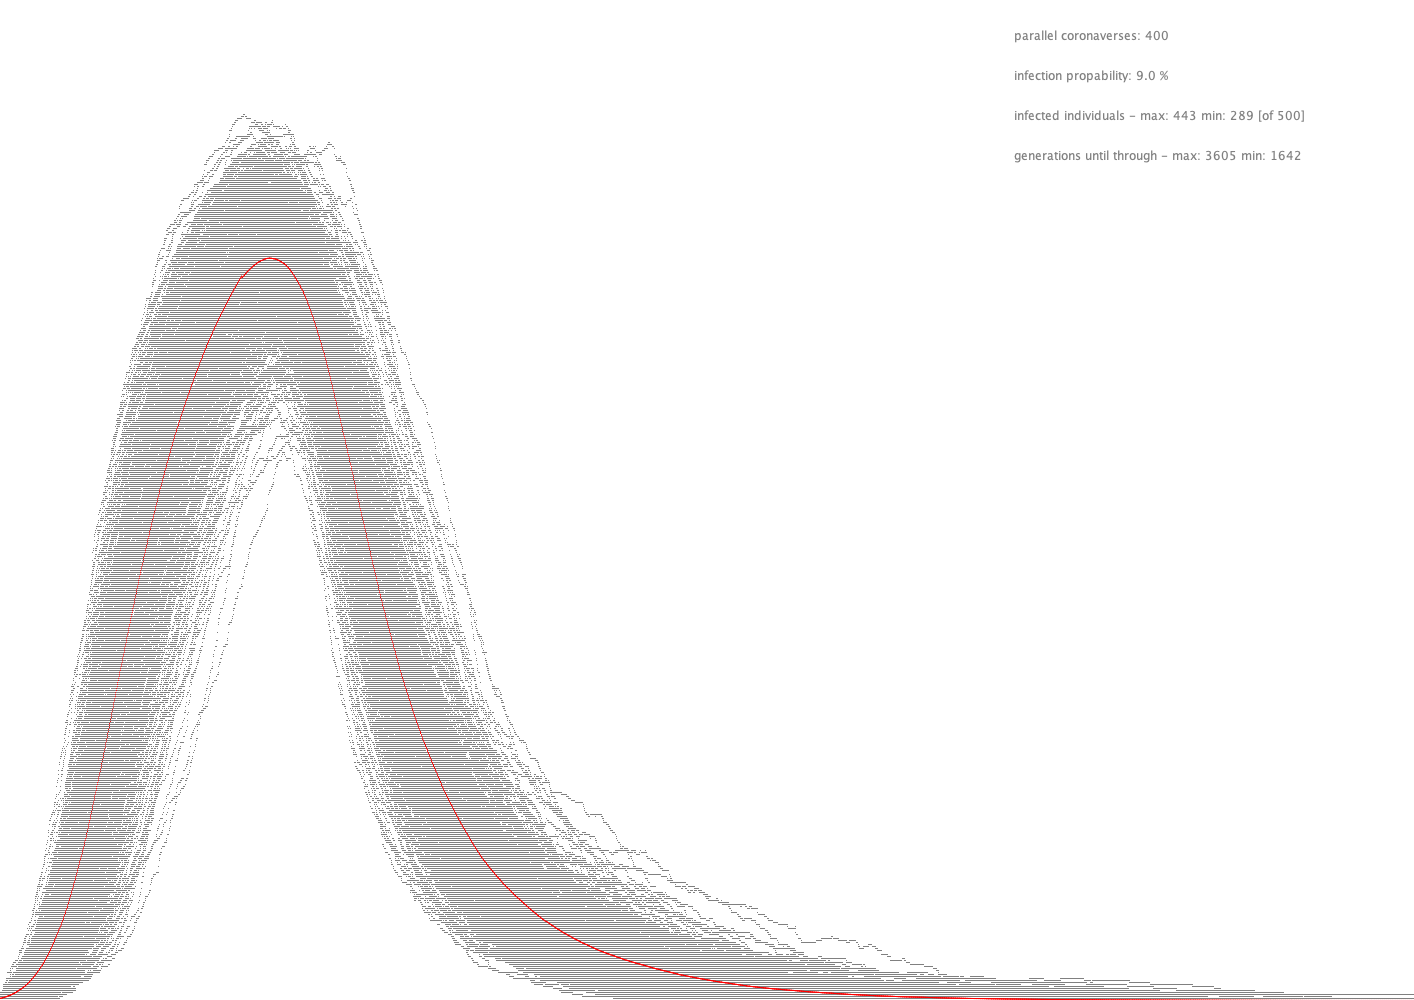 parallel coronaverses: 400
infection propability: 9.0 %
infected individuals – max: 443 min: 289 [of 500]
generations until through – max: 3605 min: 1642